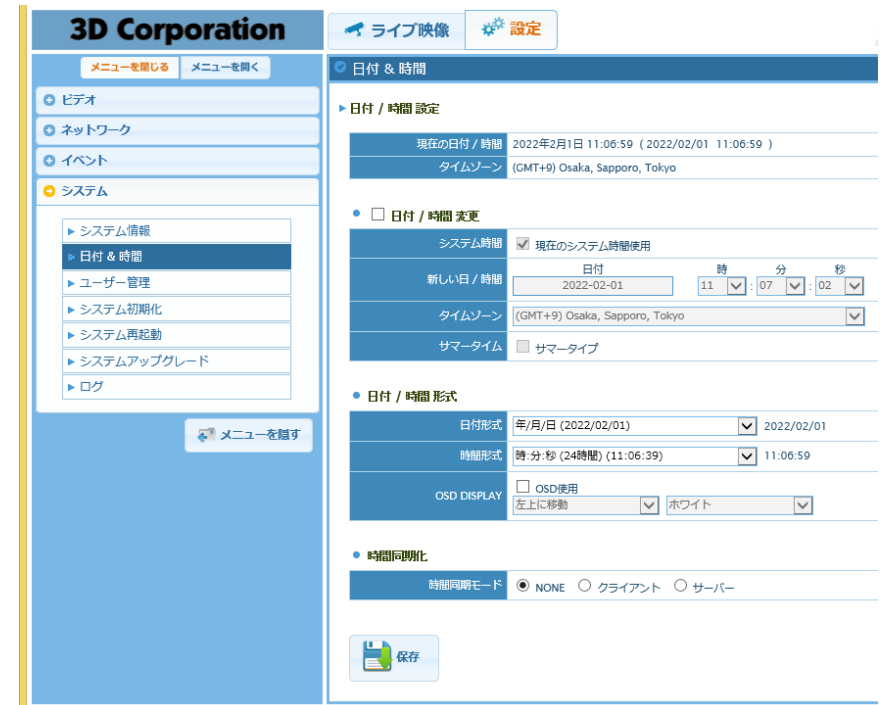 3D Corporation
ライブ映像 設定
メニューを閉じる メニューを開く
ビデオ
ネットワーク
イベント
システム
システム情報
日付 & 時間
ユーザー管理
システム初期化
システム再起動
システムアップグレード
ログ
メニューを隠す
日付 & 時間
日付 / 時間 設定
現在の日付 / 時間 2022年2月1日 11:06:59 ( 2022/02/01 11:06:59 )
タイムゾーン (GMT+9) Osaka, Sapporo, Tokyo
日付 / 時間 変更
システム時間 現在のシステム時間使用
新しい日 / 時間 日付 時 分 秒
2022-02-01 11 : 07 : 02
タイムゾーン (GMT+9) Osaka, Sapporo, Tokyo
サマータイム サマータイプ
日付 / 時間 形式
日付形式 年/月/日 (2022/02/01) 2022/02/01
時間形式 時:分:秒 (24時間) (11:06:39) 11:06:59
OSD DISPLAY OSD使用
左上に移動 ホワイト
時間同期化
時間同期モード NONE クライアント サーバー
保存